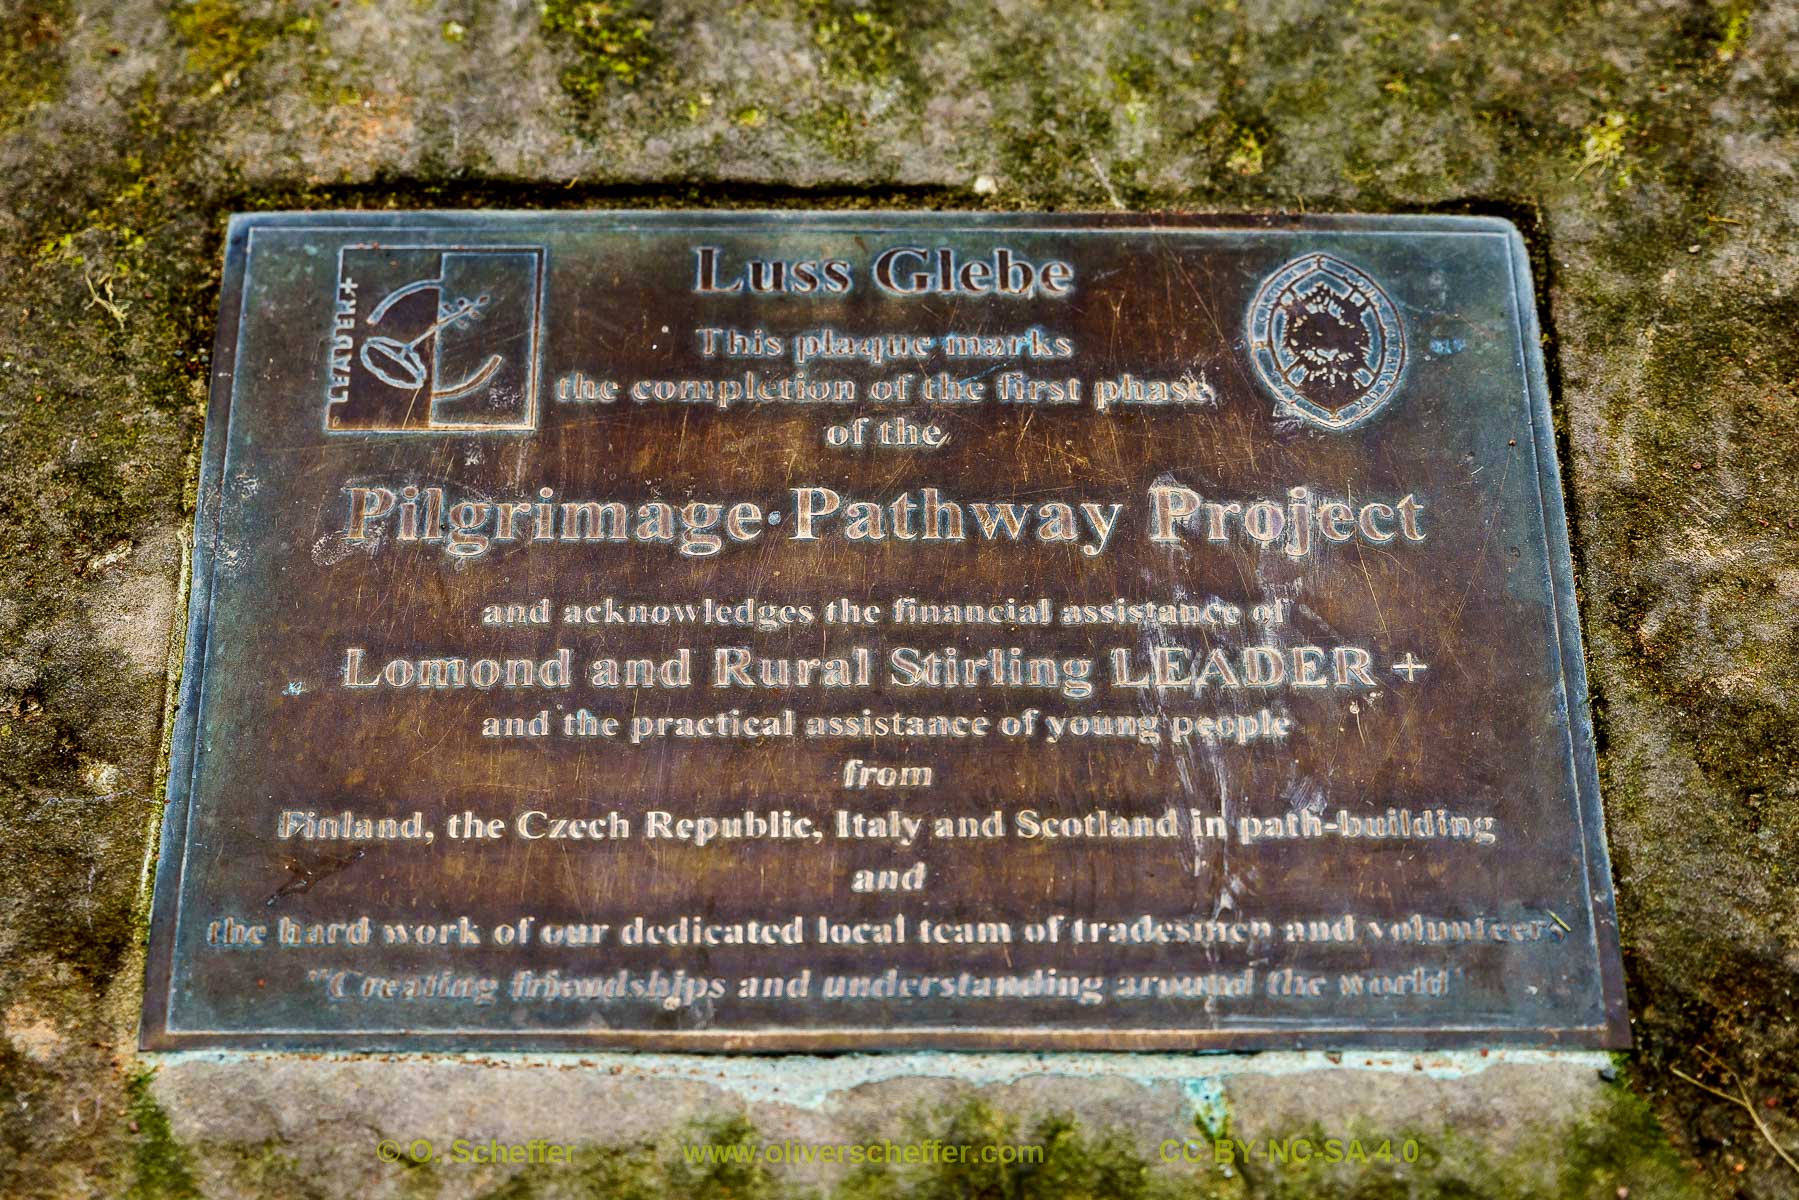 LEADER+
Luss Glebe
This plaque marks
the completion of the first phase
of the
Pilgrimage Pathway Project
and acknowledges the financial assistance of
Lomond and Rural Stirling LEADER +
and the practical assistance of young people
from
Finland, the Czech Republic, Italy and Scotland in path-building
and
the hard work of our dedicated local team of tradesmen and volunteers
"Creating friendships and understanding around the world"
© O. Scheffer www.oliverscheffer.com CC BY-NC-SA 4.0